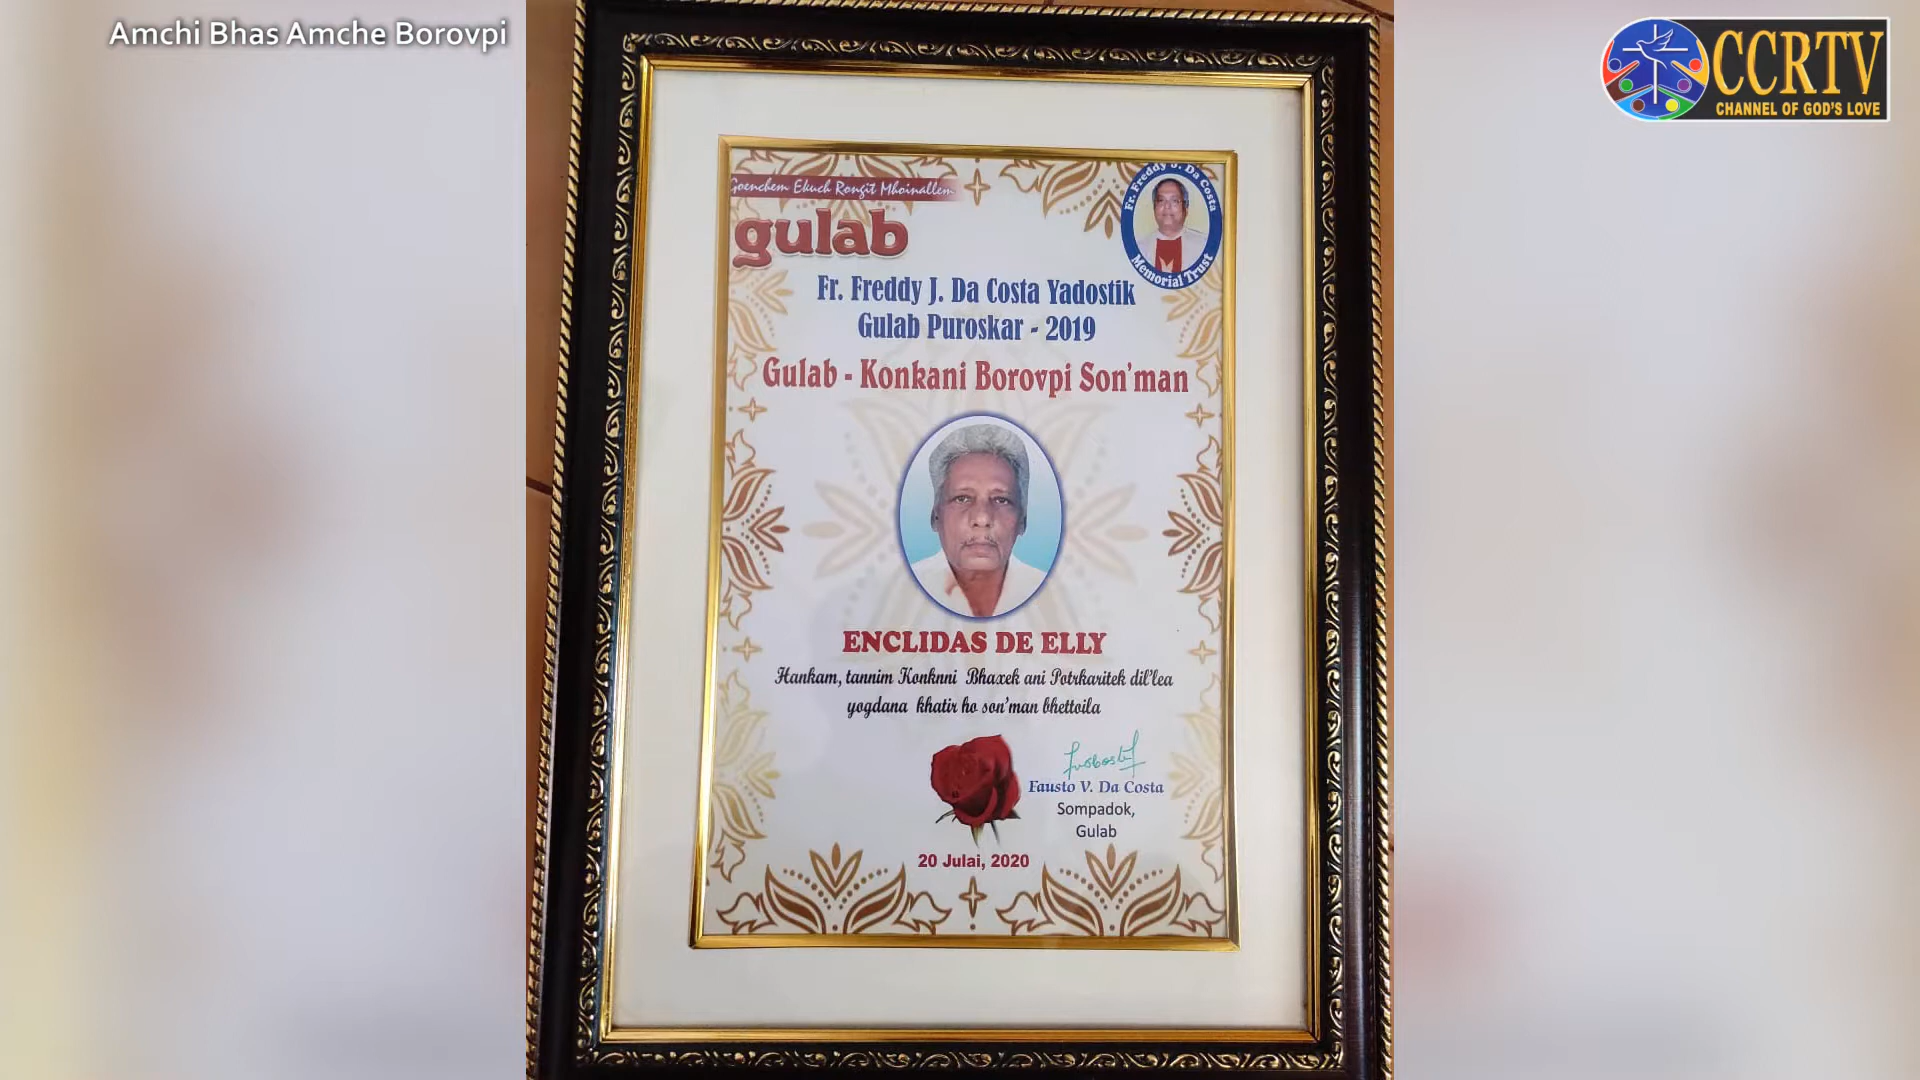 Amchi Bhas Amche Borovpi
CCRTV
CHANNEL OF GOD'S LOVE
Goenchem Ekuch Rongit Mhoinallem
gulab
Fr. Freddy J. Da Costa
Memorial Trust
Fr. Freddy J. Da Costa Yadostik
Gulab Puroskar - 2019
Gulab - Konkani Borovpi Son'man
ENCLIDAS DE ELLY
Hankam, tannim Konknni Bhaxek ani Potrkaritek dil'lea
yogdana khatir ho son'man bhettoila
Fausto V. Da Costa
Sompadok,
Gulab
20 Julai, 2020